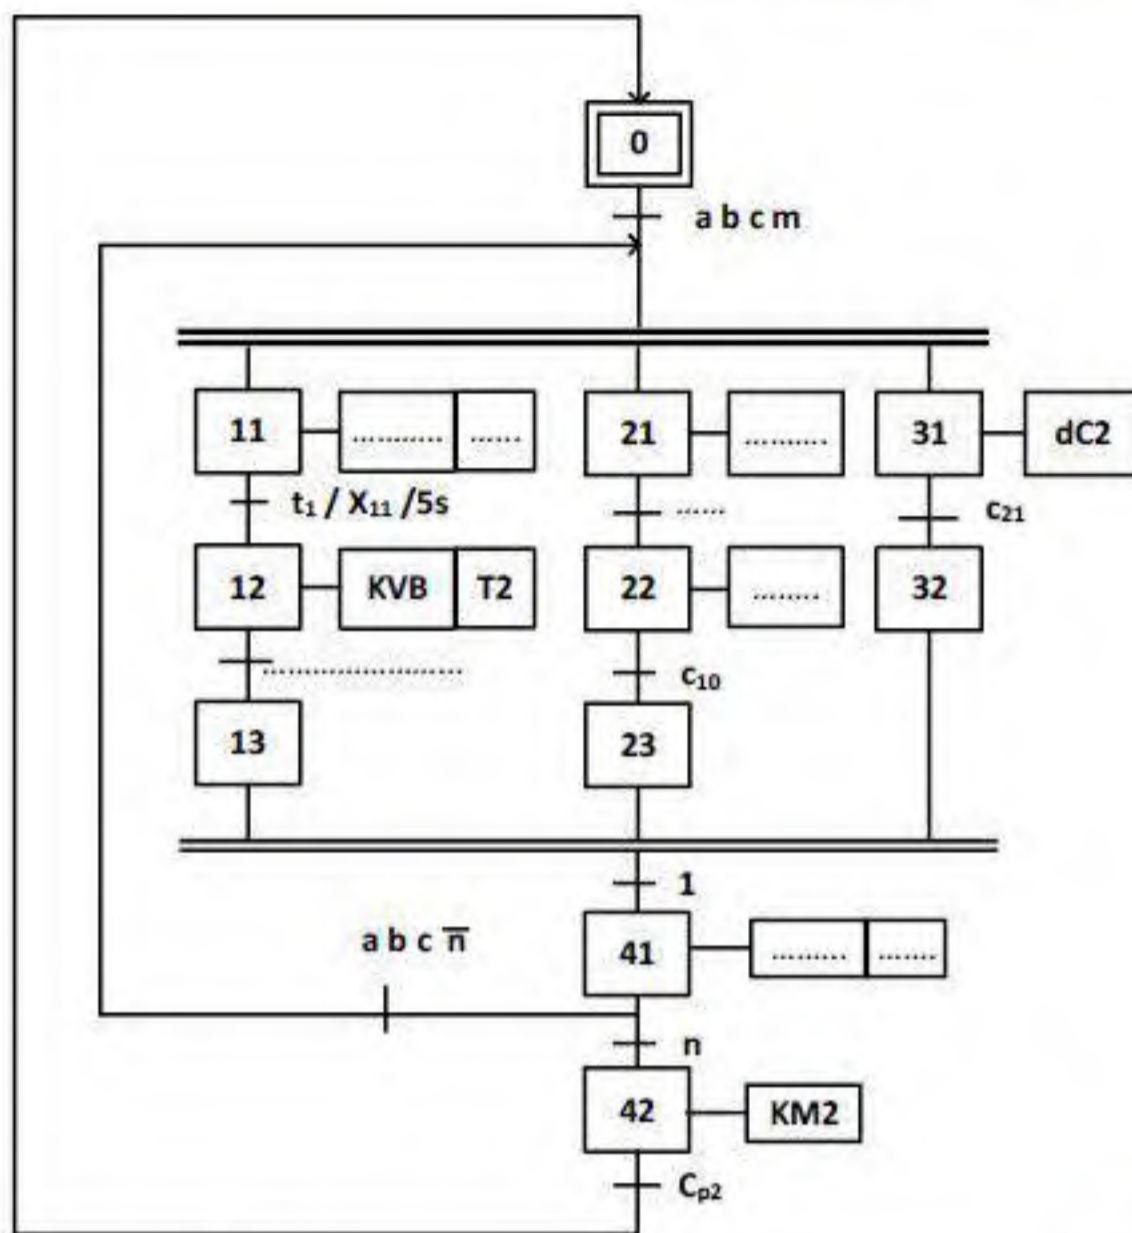 0
a b c m
11 ........... ......
21 ..........
31 dC2
t₁ / X₁₁ /5s
......
c₂₁
12 KVB T2
22 ........
32
.......................
c₁₀
13
23
1
a b c n̅
41 ......... .......
n
42 KM2
Cₚ₂